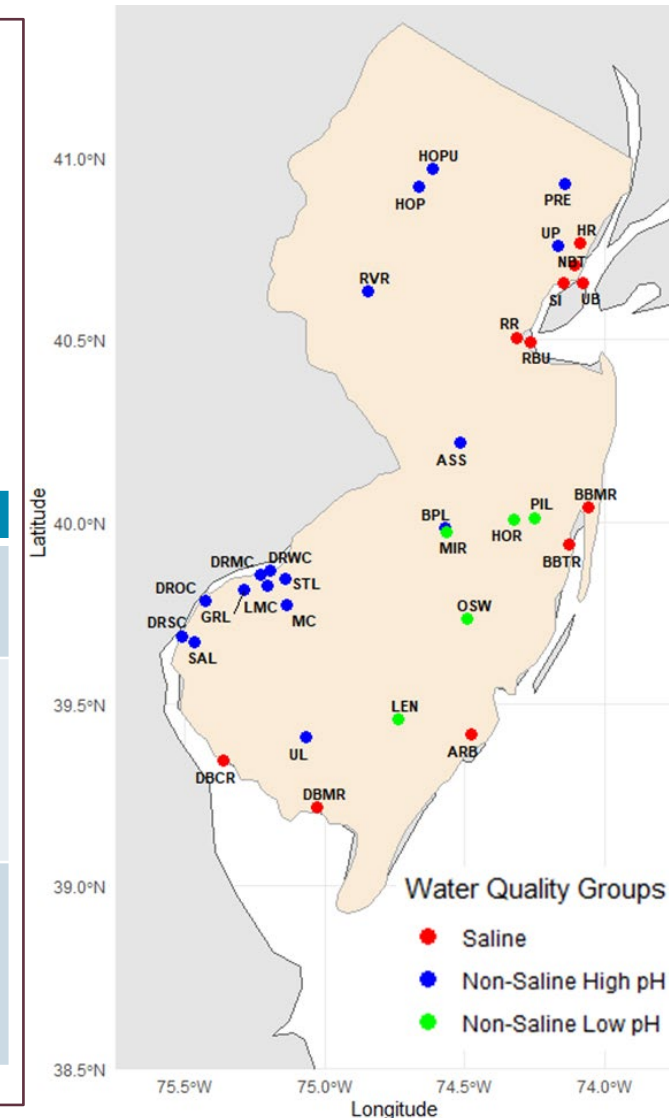 41.0°N
40.5°N
40.0°N
39.5°N
39.0°N
38.5°N
Latitude
HOPU
HOP
PRE
UP
HR
NBT
SI
UB
RVR
RR
RBU
ASS
BPL
MIR
HOR
PIL
BBMR
BBTR
DRMC
DRWC
STL
DROC
GRL
LMC
MC
DRSC
SAL
OSW
LEN
UL
ARB
DBCR
DBMR
Water Quality Groups
Saline
Non-Saline High pH
Non-Saline Low pH
75.5°W
75.0°W
74.5°W
74.0°W
Longitude